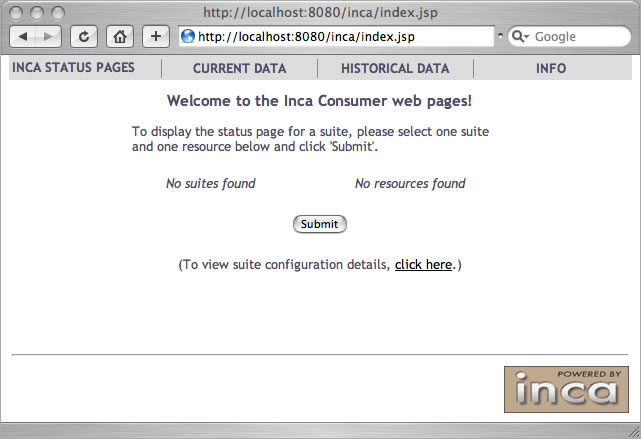 http://localhost:8080/inca/index.jsp
http://localhost:8080/inca/index.jsp
Google
INCA STATUS PAGES CURRENT DATA HISTORICAL DATA INFO
Welcome to the Inca Consumer web pages!
To display the status page for a suite, please select one suite
and one resource below and click 'Submit'.
No suites found No resources found
Submit
(To view suite configuration details, click here.)
POWERED BY
inca